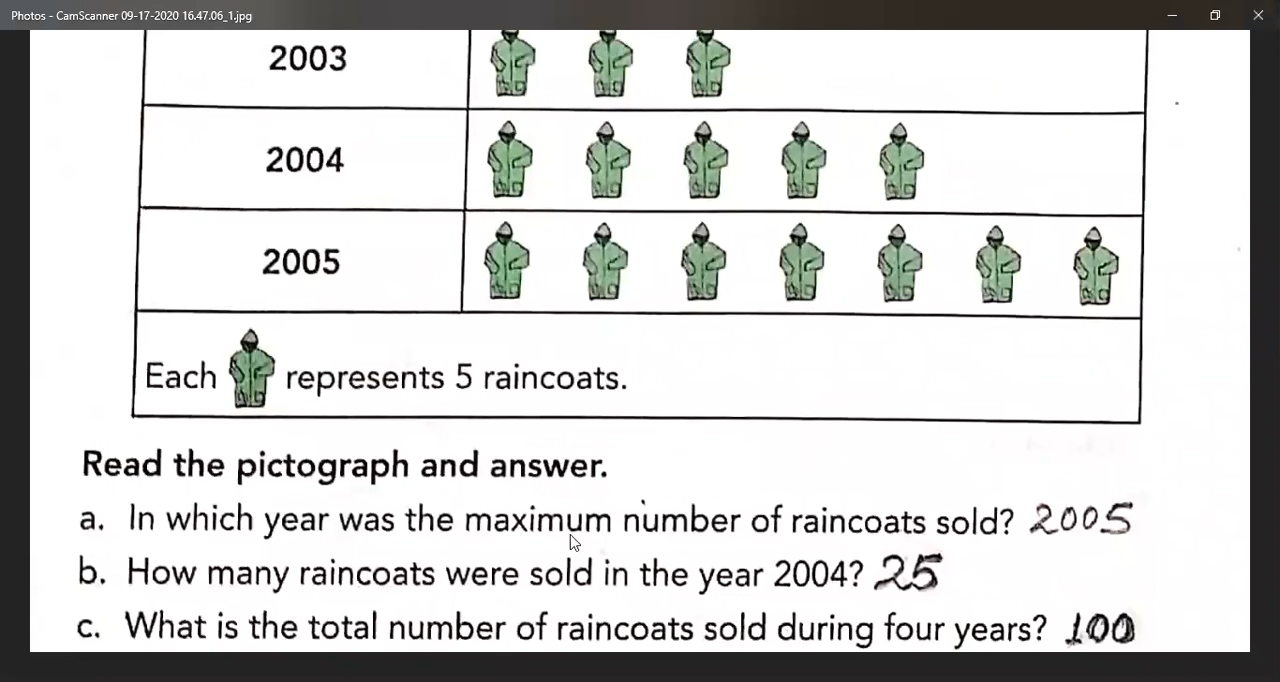 Photos - CamScanner 09-17-2020 16.47.06_1.jpg
2003
2004
2005
Each represents 5 raincoats.
Read the pictograph and answer.
a. In which year was the maximum number of raincoats sold? 2005
b. How many raincoats were sold in the year 2004? 25
c. What is the total number of raincoats sold during four years? 100